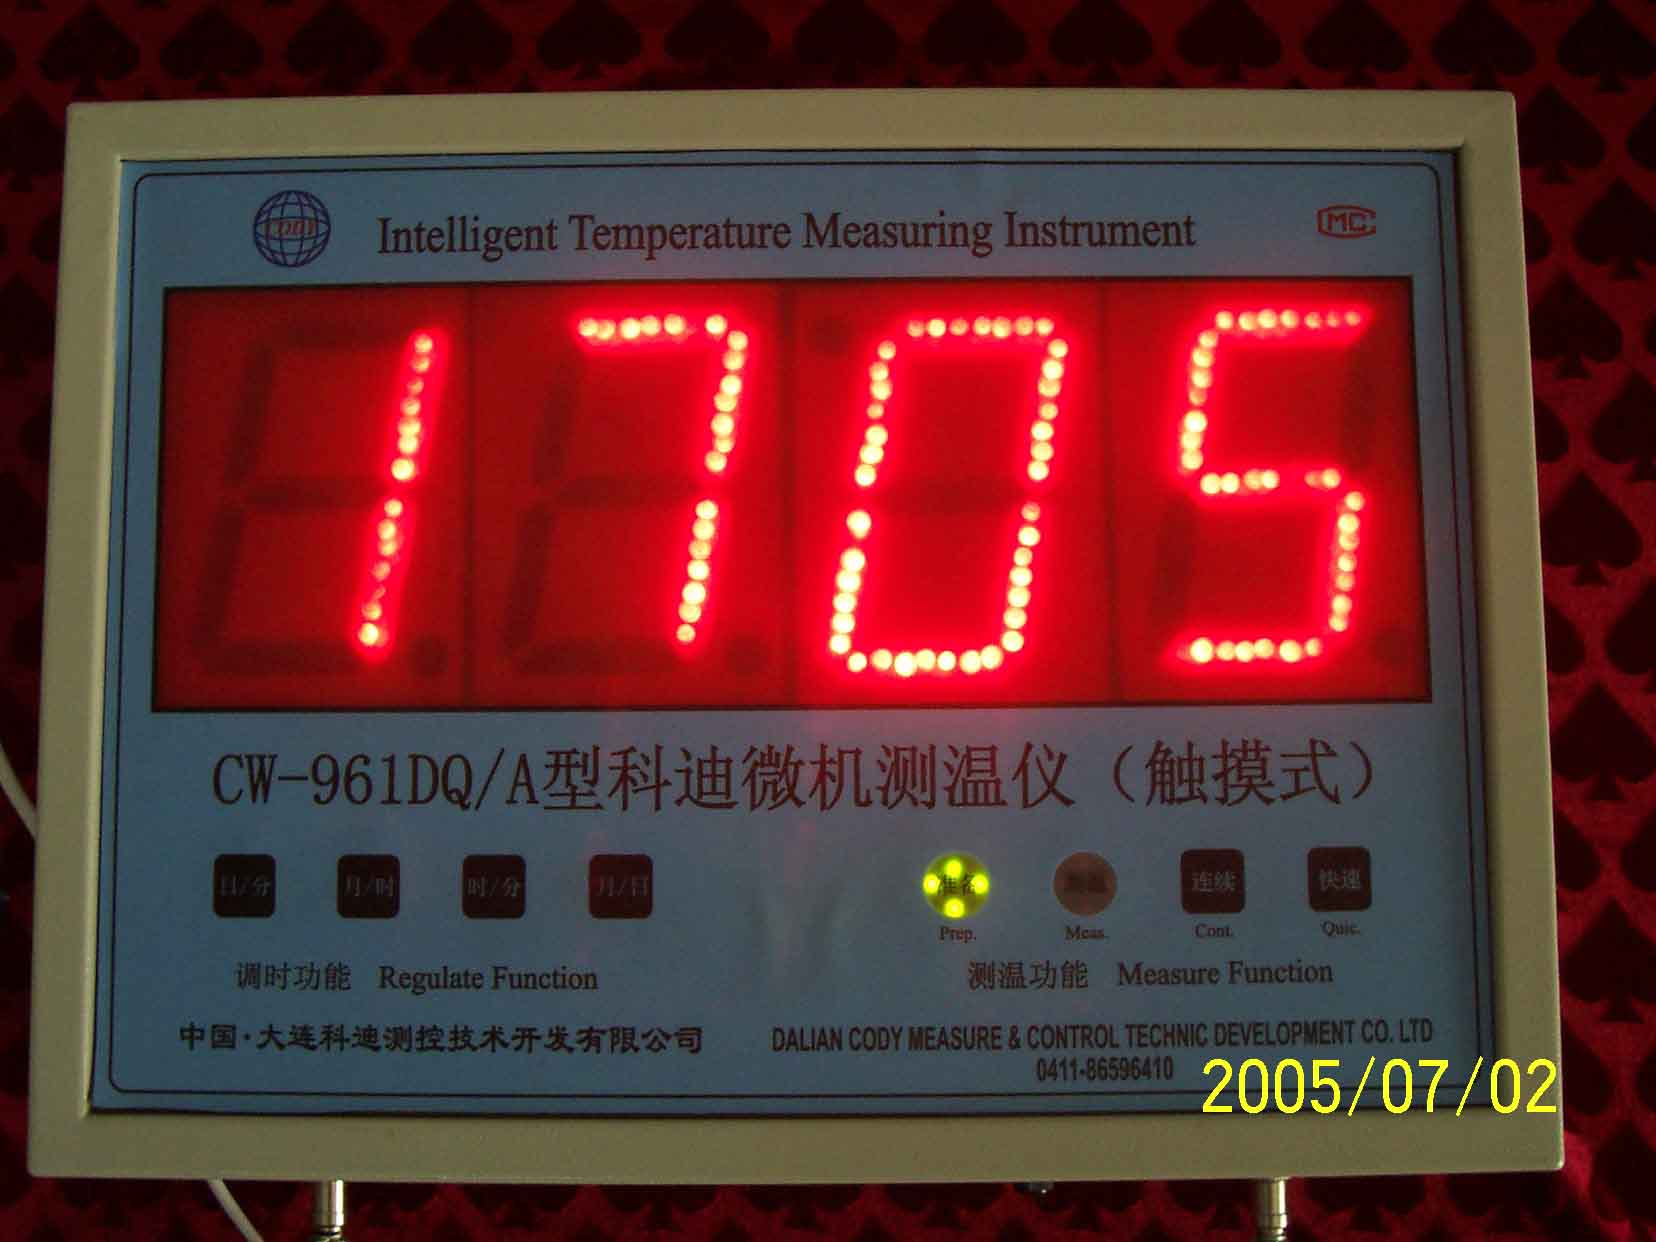 Intelligent Temperature Measuring Instrument
MC
1705
CW-961DQ/A型科迪微机测温仪（触摸式）
日/分 月/时 时/分 月/日 准备 连续 快速
Prep. Meas. Cont. Quic.
调时功能 Regulate Function 测温功能 Measure Function
中国·大连科迪测控技术开发有限公司 DALIAN CODY MEASURE & CONTROL TECHNIC DEVELOPMENT CO. LTD
0411-86596410
2005/07/02